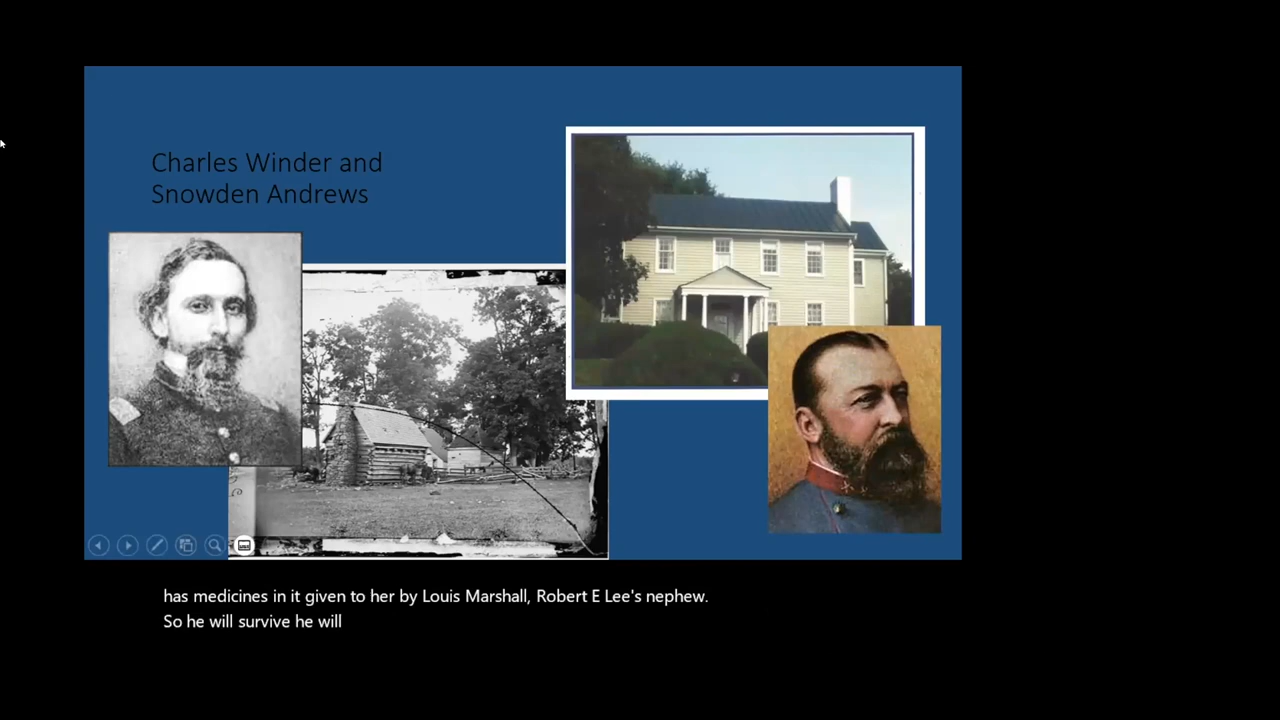 Charles Winder and
Snowden Andrews
has medicines in it given to her by Louis Marshall, Robert E Lee's nephew.
So he will survive he will